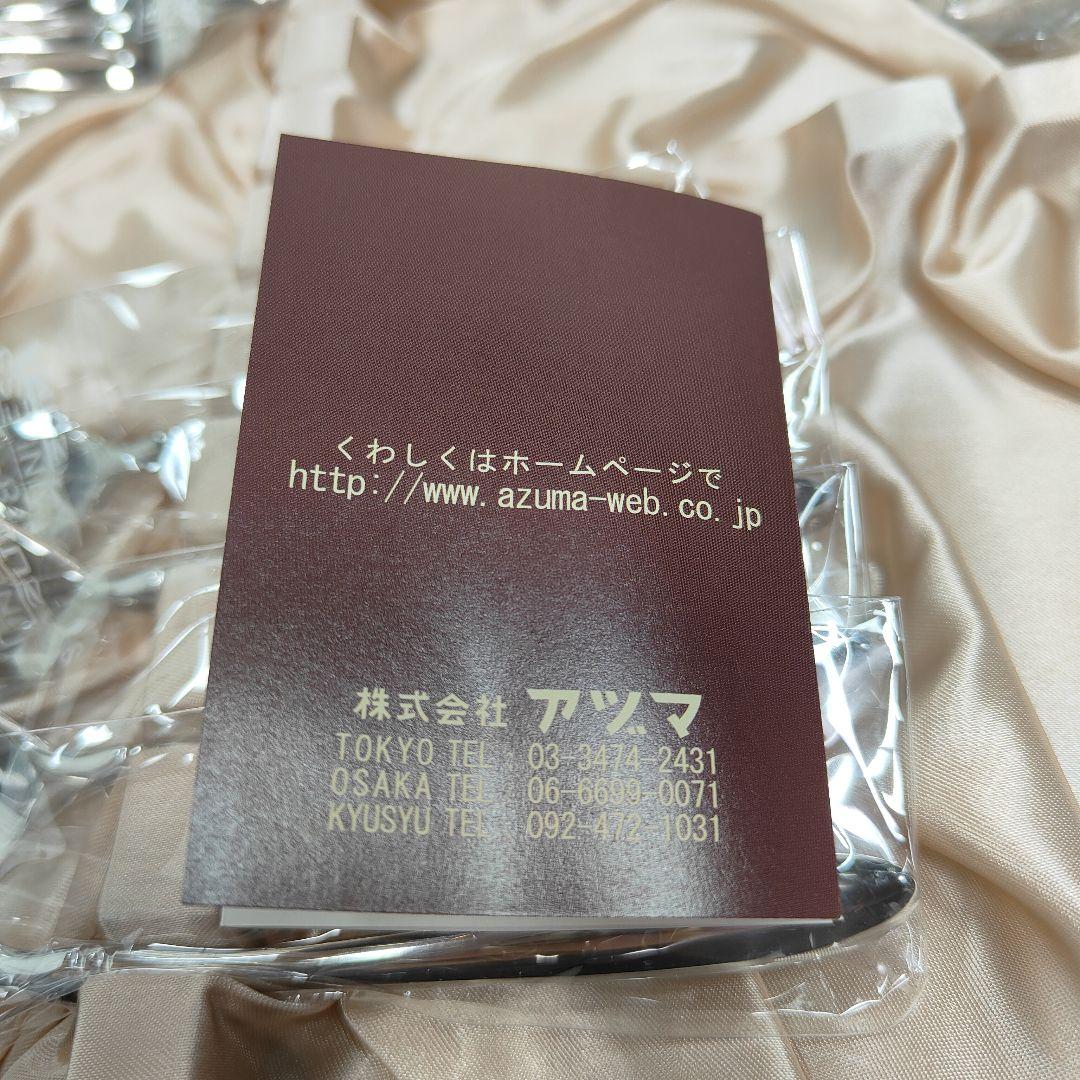 くわしくはホームページで
http://www.azuma-web.co.jp
株式会社 アヅマ
TOKYO TEL 03-3474-2431
OSAKA TEL 06-6699-0071
KYUSYU TEL 092-472-1031